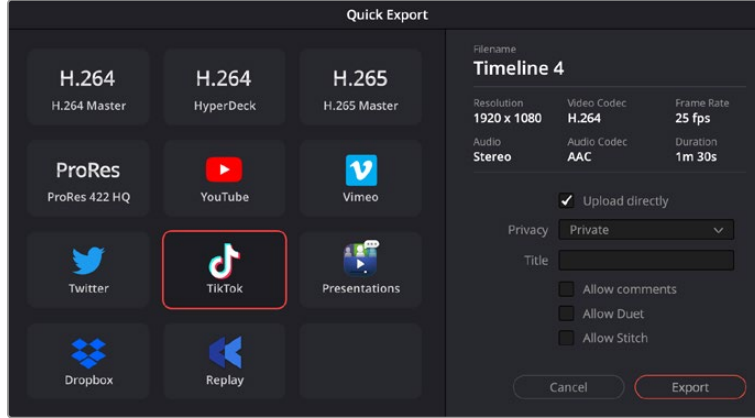 Quick Export
H.264
H.264 Master
H.264
HyperDeck
H.265
H.265 Master
ProRes
ProRes 422 HQ
YouTube
Vimeo
Twitter
TikTok
Presentations
Dropbox
Replay
Filename
Timeline 4
Resolution Video Codec Frame Rate
1920 x 1080 H.264 25 fps
Audio Audio Codec Duration
Stereo AAC 1m 30s
Upload directly
Privacy Private
Title
Allow comments
Allow Duet
Allow Stitch
Cancel Export